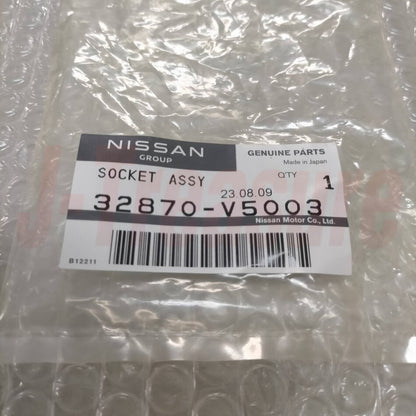 NISSAN
GROUP
GENUINE PARTS
Made in Japan
SOCKET ASSY
Q'TY
1
23.08.09
32870-V5003
Nissan Motor Co., Ltd.
B12211